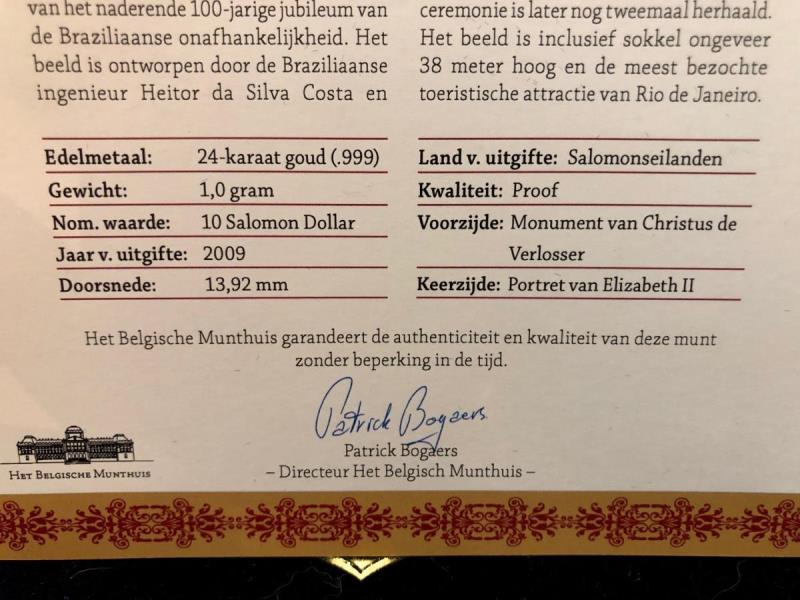 van het naderende 100-jarige jubileum van
de Braziliaanse onafhankelijkheid. Het
beeld is ontworpen door de Braziliaanse
ingenieur Heitor da Silva Costa en
ceremonie is later nog tweemaal herhaald.
Het beeld is inclusief sokkel ongeveer
38 meter hoog en de meest bezochte
toeristische attractie van Rio de Janeiro.
Edelmetaal: 24-karaat goud (.999)
Gewicht: 1,0 gram
Nom. waarde: 10 Salomon Dollar
Jaar v. uitgifte: 2009
Doorsnede: 13,92 mm
Land v. uitgifte: Salomonseilanden
Kwaliteit: Proof
Voorzijde: Monument van Christus de
Verlosser
Keerzijde: Portret van Elizabeth II
Het Belgische Munthuis garandeert de authenticiteit en kwaliteit van deze munt
zonder beperking in de tijd.
Patrick Bogaers
Patrick Bogaers
– Directeur Het Belgisch Munthuis –
Het Belgische Munthuis